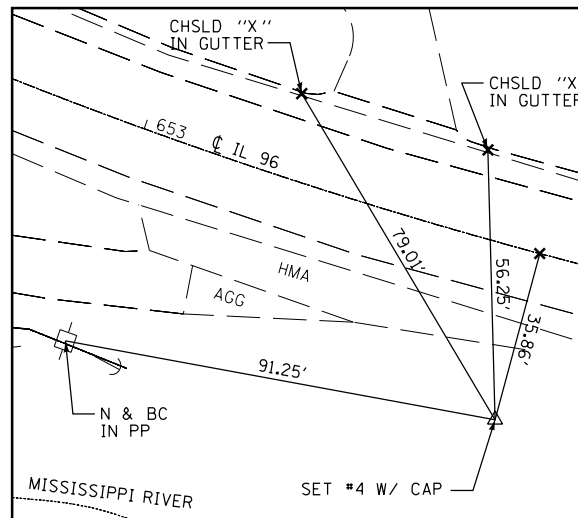 CHSLD "X"
IN GUTTER
CHSLD "X
IN GUTTER
653
℄ IL 96
79.01'
56.25'
35.86'
HMA
AGG
91.25'
N & BC
IN PP
SET #4 W/ CAP
MISSISSIPPI RIVER